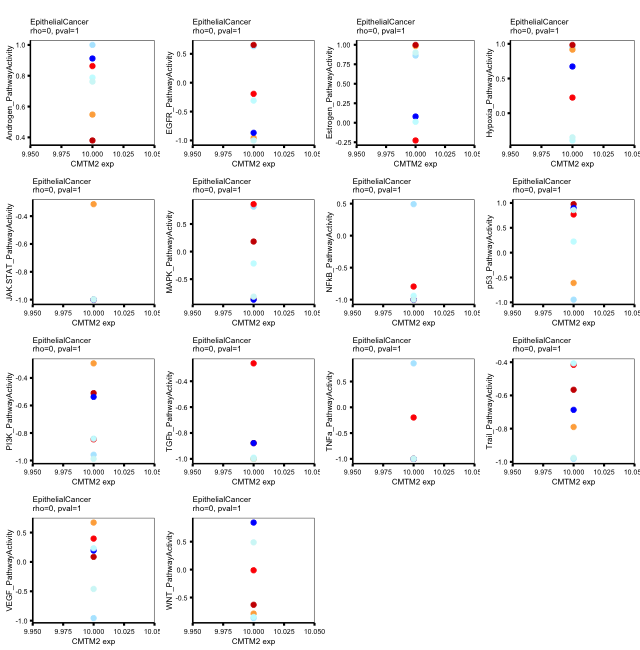 EpithelialCancer
rho=0, pval=1
Androgen_PathwayActivity
1.0
0.8
0.6
0.4
9.950 9.975 10.000 10.025 10.05
CMTM2 exp
EpithelialCancer
rho=0, pval=1
EGFR_PathwayActivity
0.5
0.0
-0.5
-1.0
9.950 9.975 10.000 10.025 10.05
CMTM2 exp
EpithelialCancer
rho=0, pval=1
Estrogen_PathwayActivity
1.00
0.75
0.50
0.25
0.00
-0.25
9.950 9.975 10.000 10.025 10.05
CMTM2 exp
EpithelialCancer
rho=0, pval=1
Hypoxia_PathwayActivity
1.0
0.5
0.0
9.950 9.975 10.000 10.025 10.05
CMTM2 exp
EpithelialCancer
rho=0, pval=1
JAK.STAT_PathwayActivity
-0.4
-0.6
-0.8
-1.0
9.950 9.975 10.000 10.025 10.05
CMTM2 exp
EpithelialCancer
rho=0, pval=1
MAPK_PathwayActivity
0.5
0.0
-0.5
9.950 9.975 10.000 10.025 10.05
CMTM2 exp
EpithelialCancer
rho=0, pval=1
NFkB_PathwayActivity
0.5
0.0
-0.5
-1.0
9.950 9.975 10.000 10.025 10.05
CMTM2 exp
EpithelialCancer
rho=0, pval=1
p53_PathwayActivity
1.0
0.5
0.0
-0.5
-1.0
9.950 9.975 10.000 10.025 10.05
CMTM2 exp
EpithelialCancer
rho=0, pval=1
PI3K_PathwayActivity
-0.4
-0.6
-0.8
-1.0
9.950 9.975 10.000 10.025 10.05
CMTM2 exp
EpithelialCancer
rho=0, pval=1
TGFb_PathwayActivity
-0.4
-0.6
-0.8
-1.0
9.950 9.975 10.000 10.025 10.05
CMTM2 exp
EpithelialCancer
rho=0, pval=1
TNFa_PathwayActivity
0.5
0.0
-0.5
-1.0
9.950 9.975 10.000 10.025 10.05
CMTM2 exp
EpithelialCancer
rho=0, pval=1
Trail_PathwayActivity
-0.4
-0.6
-0.8
-1.0
9.950 9.975 10.000 10.025 10.05
CMTM2 exp
EpithelialCancer
rho=0, pval=1
VEGF_PathwayActivity
0.5
0.0
-0.5
-1.0
9.950 9.975 10.000 10.025 10.05
CMTM2 exp
EpithelialCancer
rho=0, pval=1
WNT_PathwayActivity
0.5
0.0
-0.5
9.950 9.975 10.000 10.025 10.050
CMTM2 exp